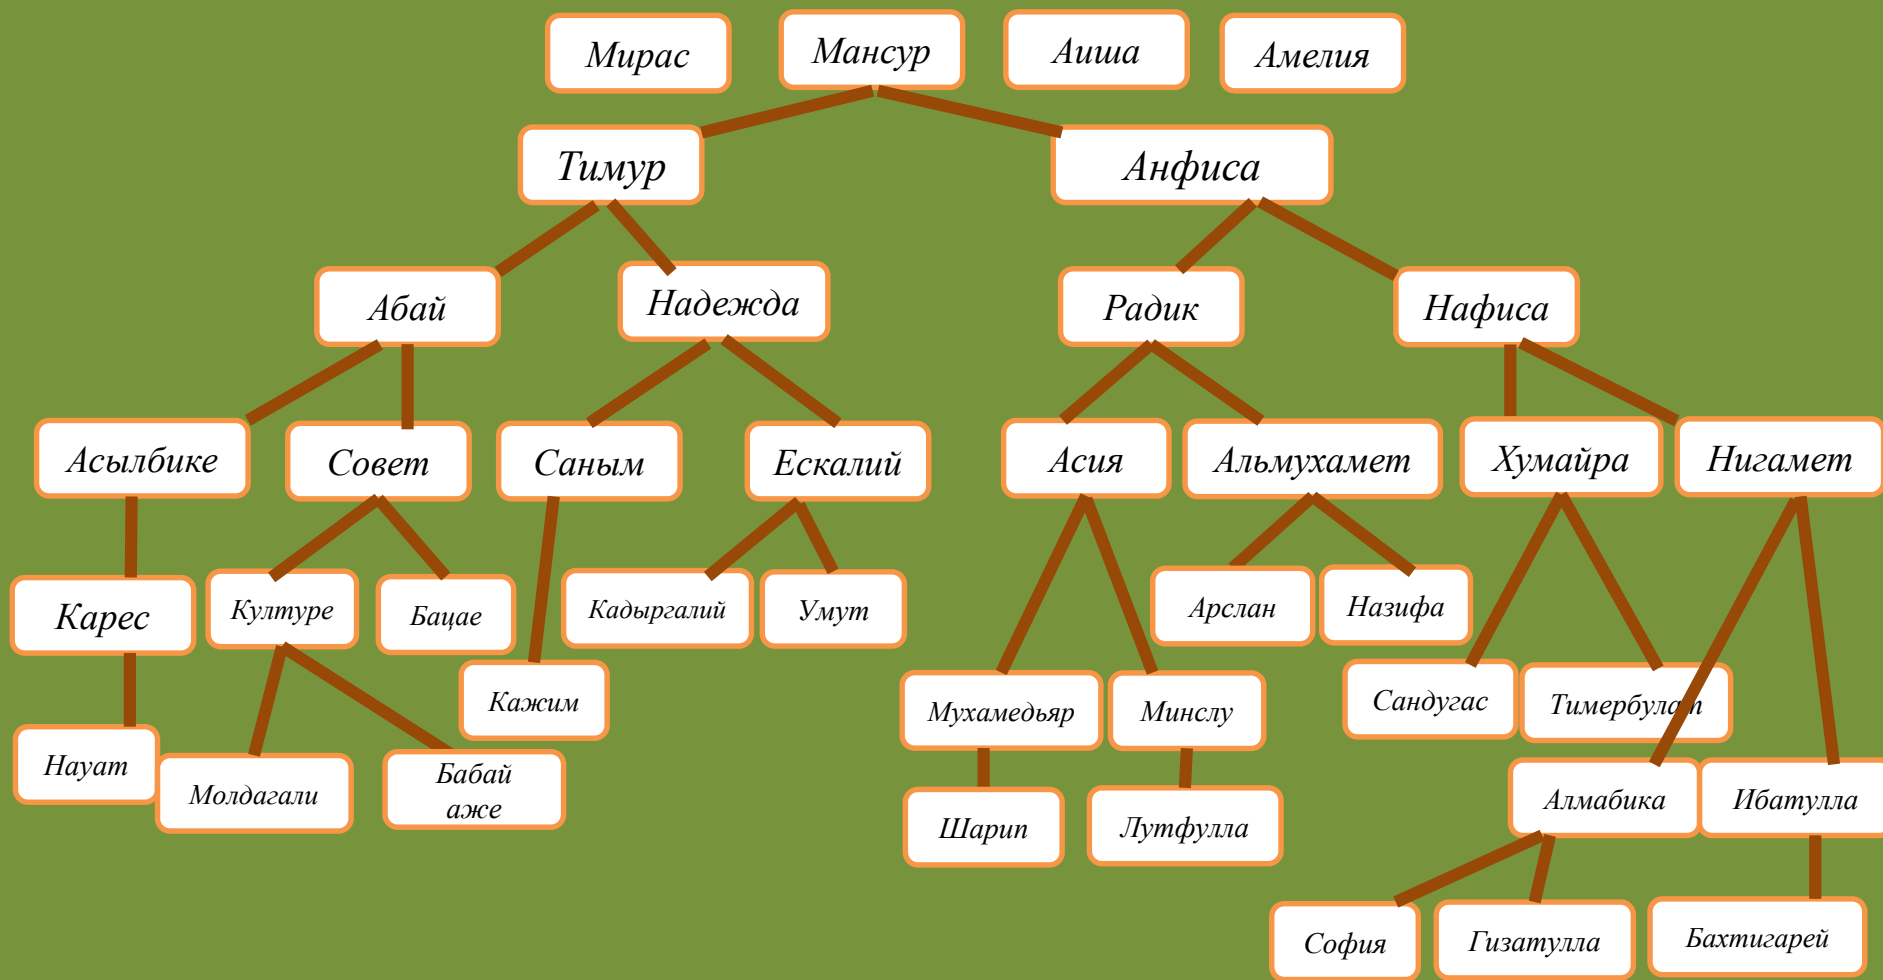 Мирас
Мансур
Аиша
Амелия
Тимур
Анфиса
Абай
Надежда
Радик
Нафиса
Асылбике
Совет
Саным
Ескалий
Асия
Альмухамет
Хумайра
Нигамет
Карес
Културе
Бацае
Кадыргалий
Умут
Арслан
Назифа
Кажим
Мухамедьяр
Минслу
Сандугас
Тимербулат
Науат
Молдагали
Бабай
аже
Шарип
Лутфулла
Алмабика
Ибатулла
София
Гизатулла
Бахтигарей